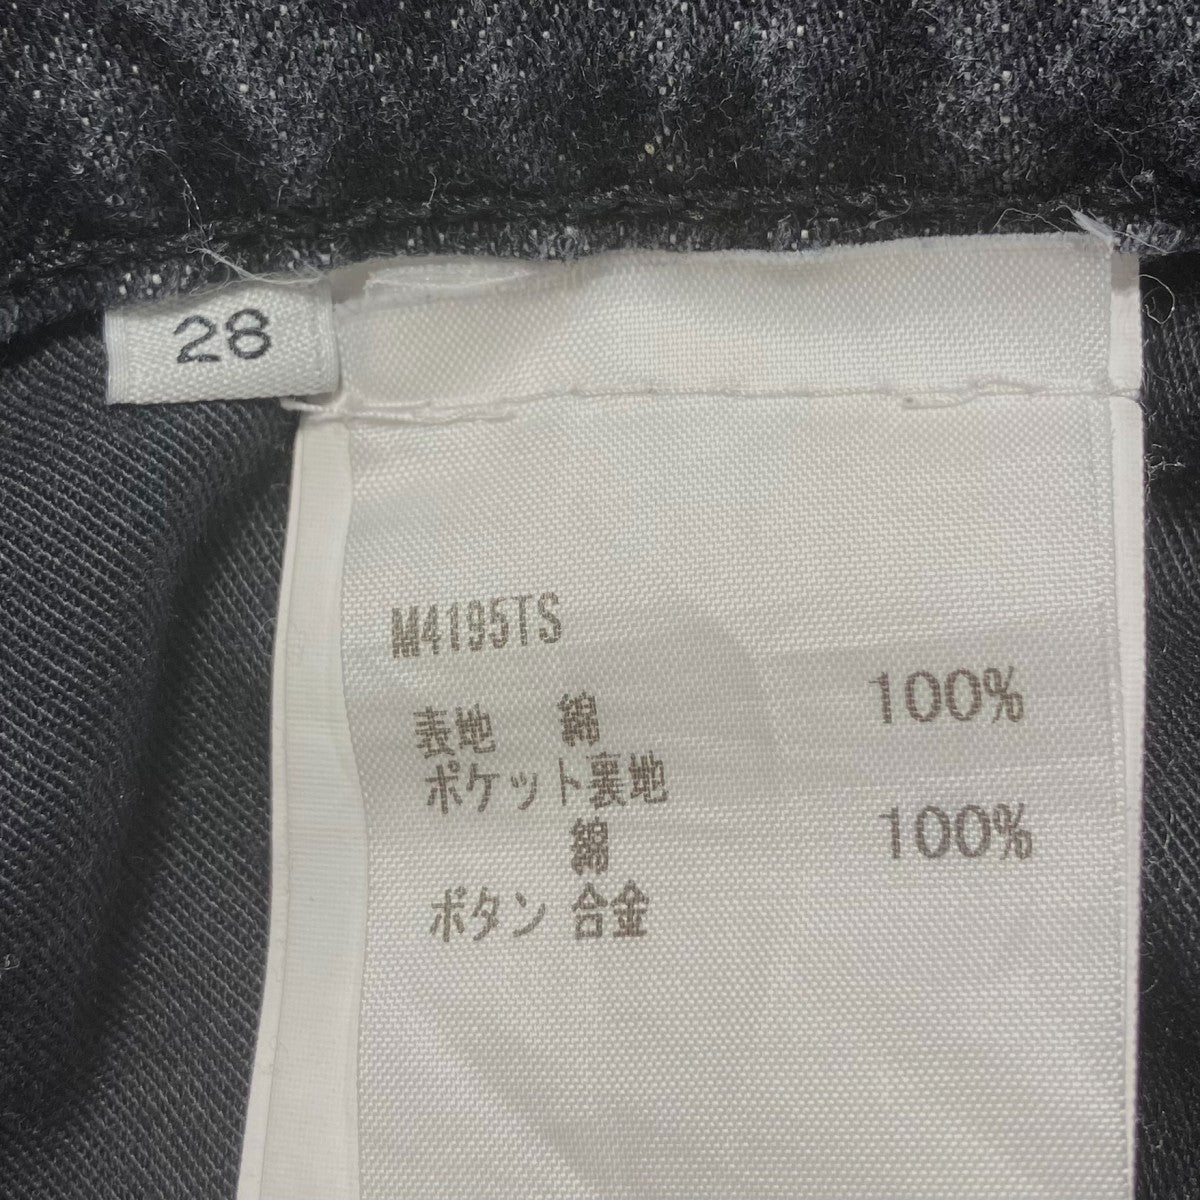 28
M4195TS
表地 綿 100%
ポケット裏地
綿 100%
ボタン 合金